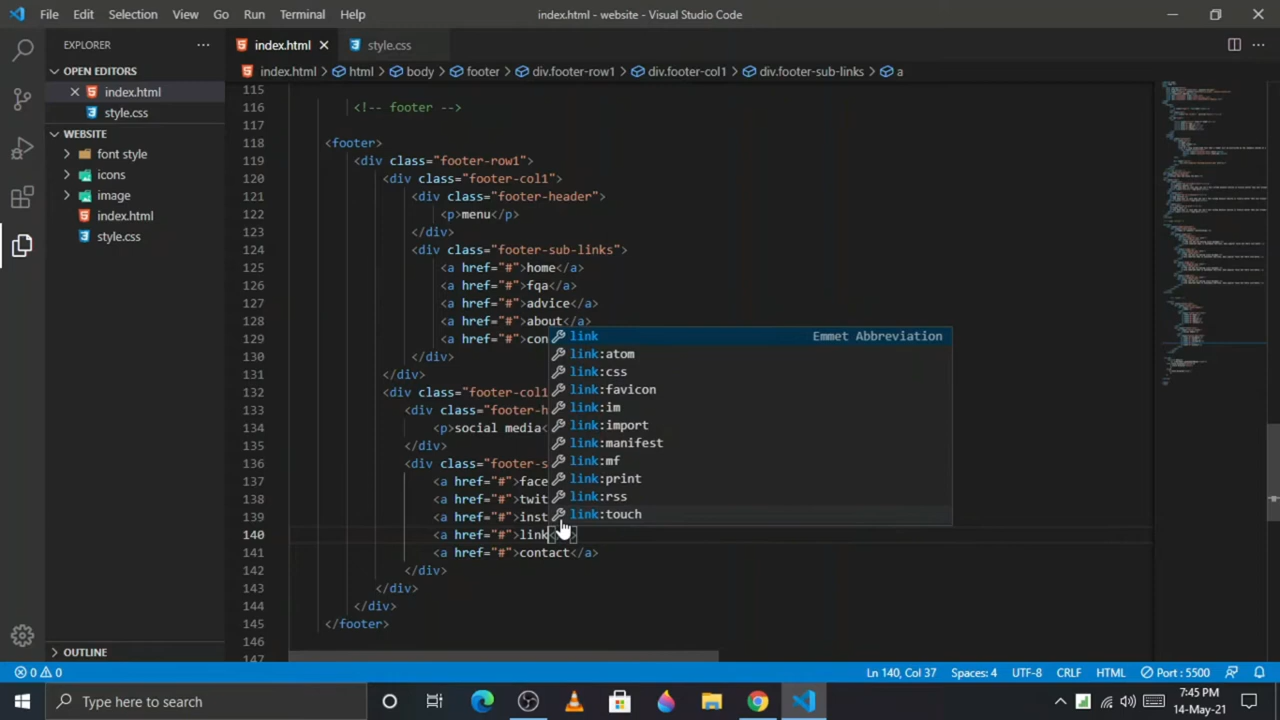 File Edit Selection View Go Run Terminal Help index.html - website - Visual Studio Code
EXPLORER
index.html
style.css
OPEN EDITORS
index.html
style.css
WEBSITE
font style
icons
image
index.html
style.css
OUTLINE
index.html > html > body > footer > div.footer-row1 > div.footer-col1 > div.footer-sub-links > a
115
116 <!-- footer -->
117
118 <footer>
119 <div class="footer-row1">
120 <div class="footer-col1">
121 <div class="footer-header">
122 <p>menu</p>
123 </div>
124 <div class="footer-sub-links">
125 <a href="#">home</a>
126 <a href="#">fqa</a>
127 <a href="#">advice</a>
128 <a href="#">about</a>
129 <a href="#">con
130 </div>
131 </div>
132 <div class="footer-col1
133 <div class="footer-h
134 <p>social media<
135 </div>
136 <div class="footer-s
137 <a href="#">face
138 <a href="#">twit
139 <a href="#">inst
140 <a href="#">link
141 <a href="#">contact</a>
142 </div>
143 </div>
144 </div>
145 </footer>
146
147
link Emmet Abbreviation
link:atom
link:css
link:favicon
link:im
link:import
link:manifest
link:mf
link:print
link:rss
link:touch
0 0 Ln 140, Col 37 Spaces: 4 UTF-8 CRLF HTML Port : 5500
Type here to search
7:45 PM
14-May-21